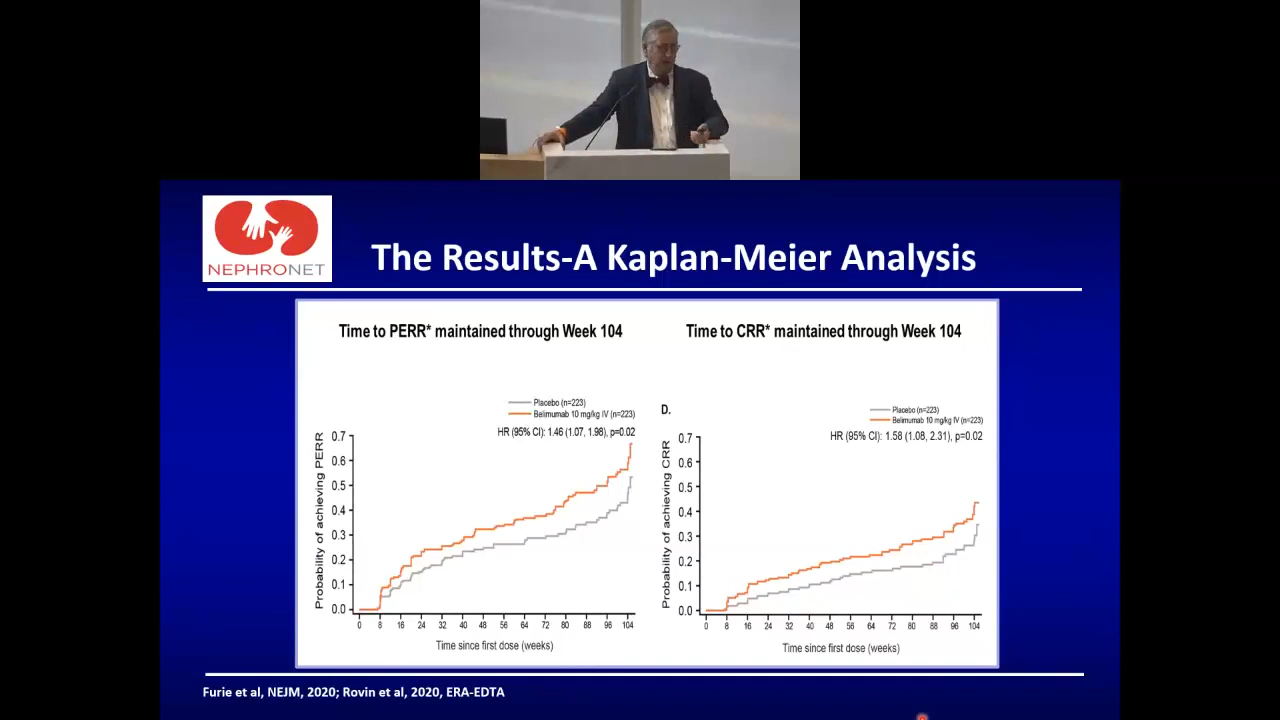 NEPHRONET
The Results-A Kaplan-Meier Analysis
Time to PERR* maintained through Week 104
Placebo (n=223)
Belimumab 10 mg/kg IV (n=223)
HR (95% CI): 1.46 (1.07, 1.98), p=0.02
Probability of achieving PERR
0.7
0.6
0.5
0.4
0.3
0.2
0.1
0.0
0 8 16 24 32 40 48 56 64 72 80 88 96 104
Time since first dose (weeks)
Time to CRR* maintained through Week 104
D.
Placebo (n=223)
Belimumab 10 mg/kg IV (n=223)
HR (95% CI): 1.58 (1.08, 2.31), p=0.02
Probability of achieving CRR
0.7
0.6
0.5
0.4
0.3
0.2
0.1
0.0
0 8 16 24 32 40 48 56 64 72 80 88 96 104
Time since first dose (weeks)
Furie et al, NEJM, 2020; Rovin et al, 2020, ERA-EDTA